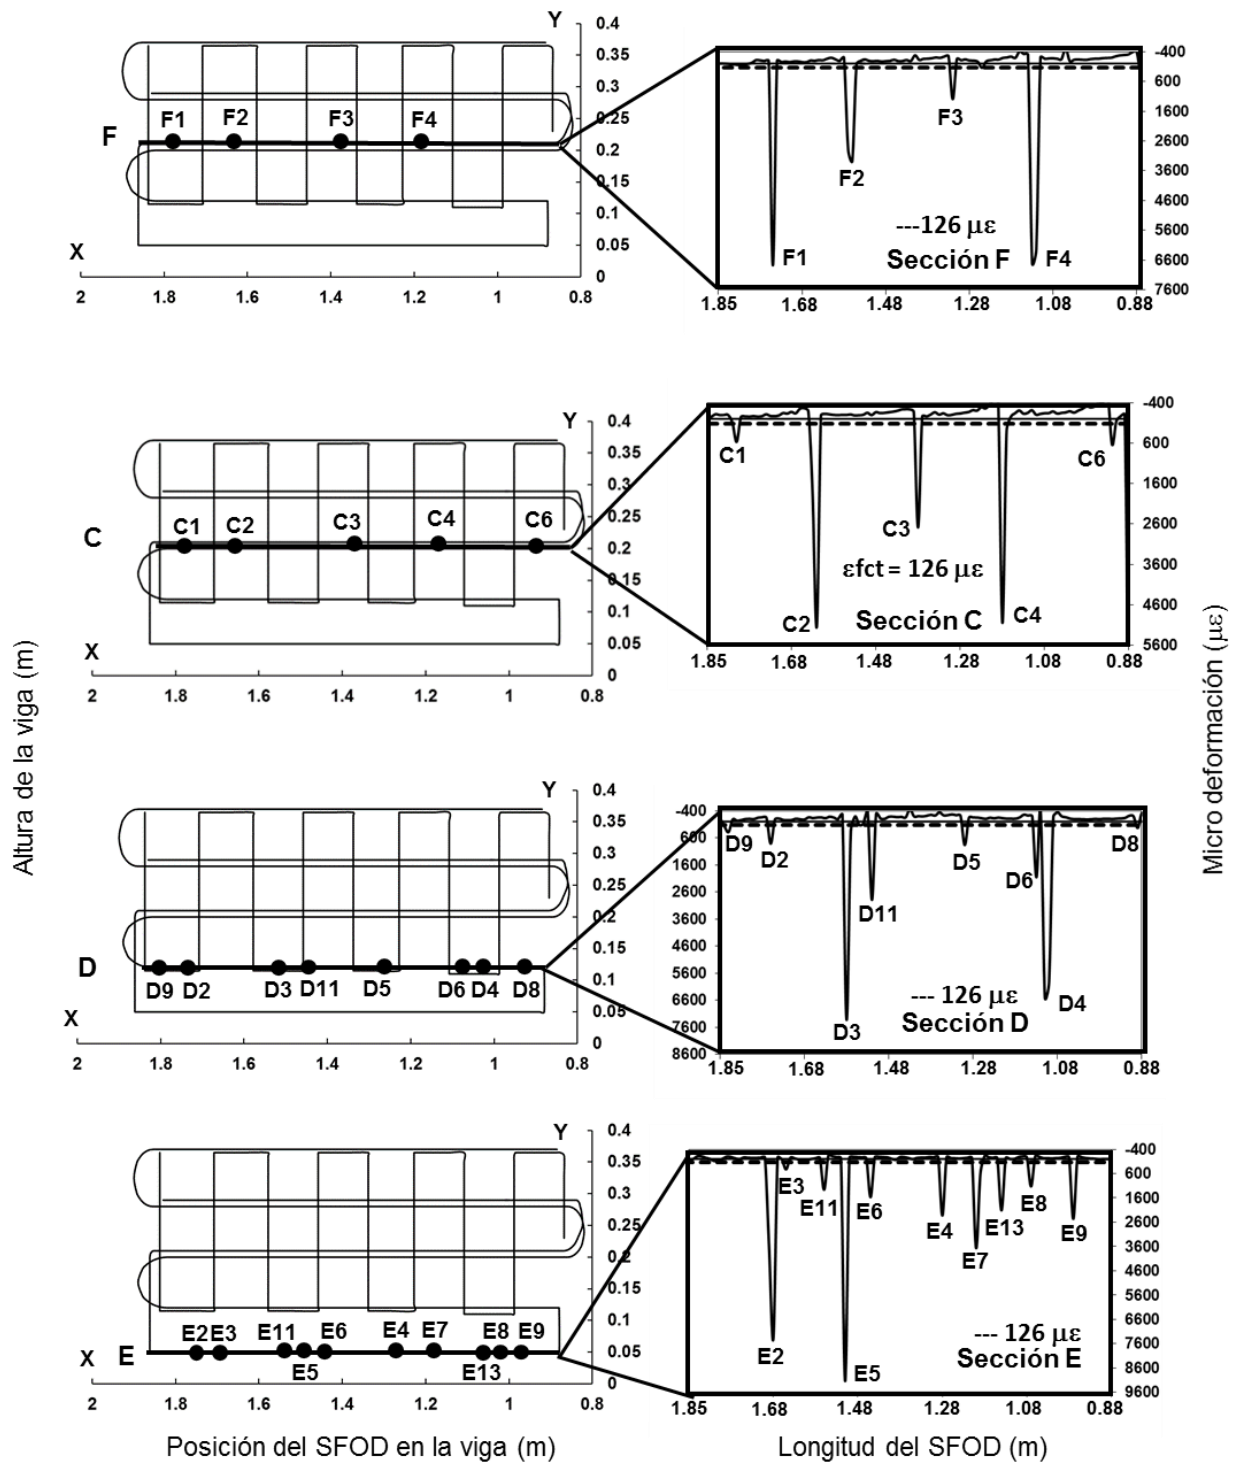 Altura de la viga (m)
Micro deformación (µε)
Y
0.4
0.35
0.3
0.25
0.2
0.15
0.1
0.05
0
F
F1 F2 F3 F4
X
2 1.8 1.6 1.4 1.2 1 0.8
-400
600
1600
2600
3600
4600
5600
6600
7600
F1
F2
F3
F4
---126 µε
Sección F
1.85 1.68 1.48 1.28 1.08 0.88
Y
0.4
0.35
0.3
0.25
0.2
0.15
0.1
0.05
0
C
C1 C2 C3 C4 C6
X
2 1.8 1.6 1.4 1.2 1 0.8
-400
600
1600
2600
3600
4600
5600
C1
C2
C3
C4
C6
εfct = 126 µε
Sección C
1.85 1.68 1.48 1.28 1.08 0.88
Y
0.4
0.3
0.3
0.2
0.2
0.15
0.1
0.05
0
D
D9 D2 D3 D11 D5 D6 D4 D8
X
2 1.8 1.6 1.4 1.2 1 0.8
-400
600
1600
2600
3600
4600
5600
6600
7600
8600
D9
D2
D3
D11
D5
D6
D4
D8
--- 126 µε
Sección D
1.85 1.68 1.48 1.28 1.08 0.88
Y
0.4
0.35
0.3
0.25
0.2
0.15
0.1
0.05
0
X E
E2 E3 E11 E6 E4 E7 E8 E9
E5 E13
2 1.8 1.6 1.4 1.2 1 0.8
-400
600
1600
2600
3600
4600
5600
6600
7600
8600
9600
E2
E3
E11
E5
E6
E4
E7
E13
E8
E9
--- 126 µε
Sección E
1.85 1.68 1.48 1.28 1.08 0.88
Posición del SFOD en la viga (m)
Longitud del SFOD (m)